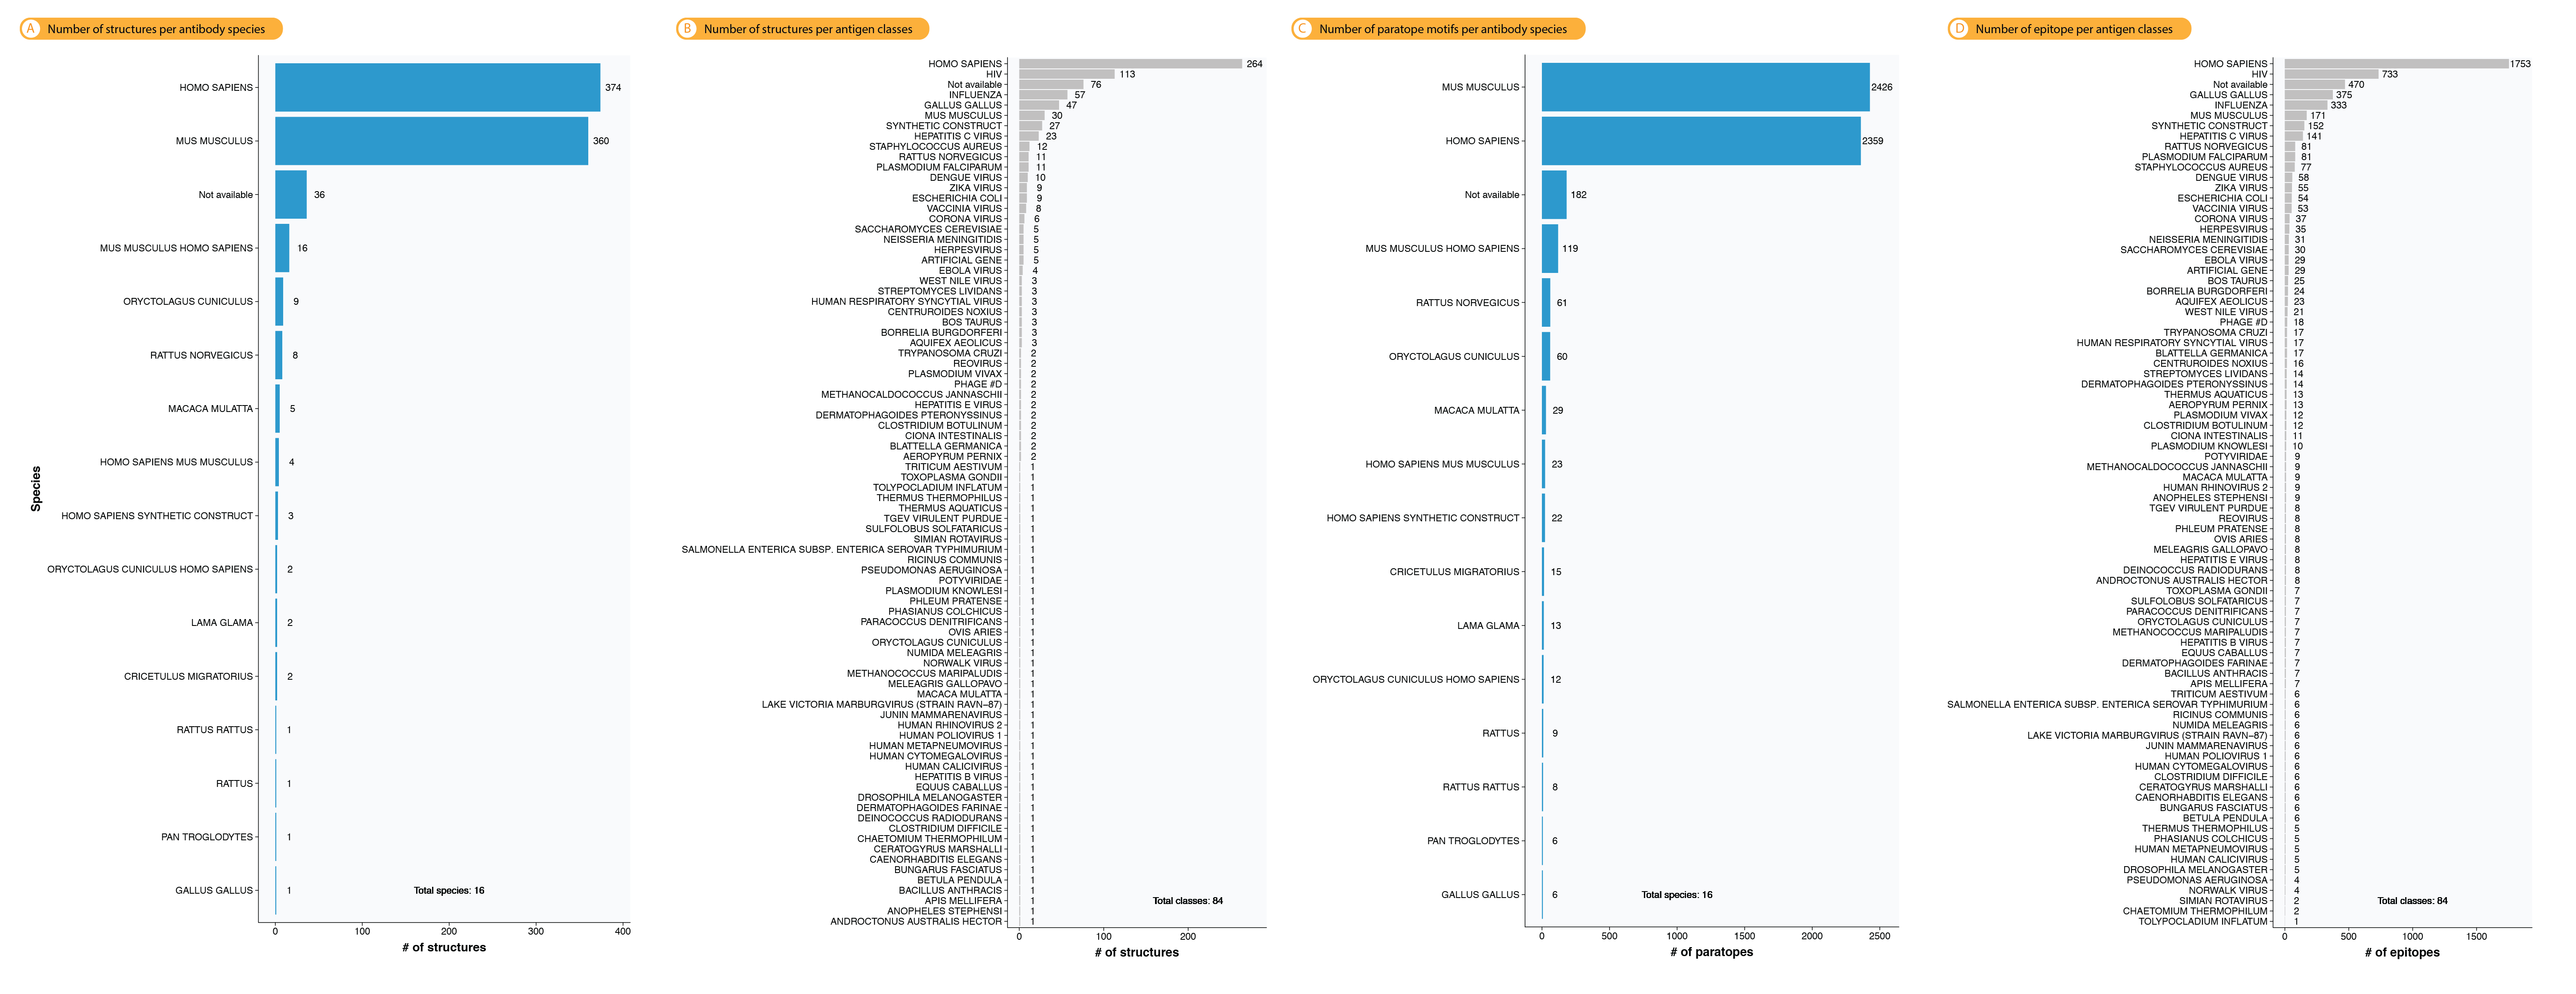 A Number of structures per antibody species
Species
HOMO SAPIENS 374
MUS MUSCULUS 360
Not available 36
MUS MUSCULUS HOMO SAPIENS 16
ORYCTOLAGUS CUNICULUS 9
RATTUS NORVEGICUS 8
MACACA MULATTA 5
HOMO SAPIENS MUS MUSCULUS 4
HOMO SAPIENS SYNTHETIC CONSTRUCT 3
ORYCTOLAGUS CUNICULUS HOMO SAPIENS 2
LAMA GLAMA 2
CRICETULUS MIGRATORIUS 2
RATTUS RATTUS 1
RATTUS 1
PAN TROGLODYTES 1
GALLUS GALLUS 1
Total species: 16
0 100 200 300 400
# of structures
B Number of structures per antigen classes
HOMO SAPIENS 264
HIV 113
Not available 76
INFLUENZA 57
GALLUS GALLUS 47
MUS MUSCULUS 30
SYNTHETIC CONSTRUCT 27
HEPATITIS C VIRUS 23
STAPHYLOCOCCUS AUREUS 12
RATTUS NORVEGICUS 11
PLASMODIUM FALCIPARUM 11
DENGUE VIRUS 10
ZIKA VIRUS 9
ESCHERICHIA COLI 9
VACCINIA VIRUS 8
CORONA VIRUS 6
SACCHAROMYCES CEREVISIAE 5
NEISSERIA MENINGITIDIS 5
HERPESVIRUS 5
ARTIFICIAL GENE 5
EBOLA VIRUS 4
WEST NILE VIRUS 3
STREPTOMYCES LIVIDANS 3
HUMAN RESPIRATORY SYNCYTIAL VIRUS 3
CENTRUROIDES NOXIUS 3
BOS TAURUS 3
BORRELIA BURGDORFERI 3
AQUIFEX AEOLICUS 3
TRYPANOSOMA CRUZI 2
REOVIRUS 2
PLASMODIUM VIVAX 2
PHAGE #D 2
METHANOCALDOCOCCUS JANNASCHII 2
HEPATITIS E VIRUS 2
DERMATOPHAGOIDES PTERONYSSINUS 2
CLOSTRIDIUM BOTULINUM 2
CIONA INTESTINALIS 2
BLATTELLA GERMANICA 2
AEROPYRUM PERNIX 2
TRITICUM AESTIVUM 1
TOXOPLASMA GONDII 1
TOLYPOCLADIUM INFLATUM 1
THERMUS THERMOPHILUS 1
THERMUS AQUATICUS 1
TGEV VIRULENT PURDUE 1
SULFOLOBUS SOLFATARICUS 1
SIMIAN ROTAVIRUS 1
SALMONELLA ENTERICA SUBSP. ENTERICA SEROVAR TYPHIMURIUM 1
RICINUS COMMUNIS 1
PSEUDOMONAS AERUGINOSA 1
POTYVIRIDAE 1
PLASMODIUM KNOWLESI 1
PHLEUM PRATENSE 1
PHASIANUS COLCHICUS 1
PARACOCCUS DENITRIFICANS 1
OVIS ARIES 1
ORYCTOLAGUS CUNICULUS 1
NUMIDA MELEAGRIS 1
NORWALK VIRUS 1
METHANOCOCCUS MARIPALUDIS 1
MELEAGRIS GALLOPAVO 1
MACACA MULATTA 1
LAKE VICTORIA MARBURGVIRUS (STRAIN RAVN–87) 1
JUNIN MAMMARENAVIRUS 1
HUMAN RHINOVIRUS 2 1
HUMAN POLIOVIRUS 1 1
HUMAN METAPNEUMOVIRUS 1
HUMAN CYTOMEGALOVIRUS 1
HUMAN CALICIVIRUS 1
HEPATITIS B VIRUS 1
EQUUS CABALLUS 1
DROSOPHILA MELANOGASTER 1
DERMATOPHAGOIDES FARINAE 1
DEINOCOCCUS RADIODURANS 1
CLOSTRIDIUM DIFFICILE 1
CHAETOMIUM THERMOPHILUM 1
CERATOGYRUS MARSHALLI 1
CAENORHABDITIS ELEGANS 1
BUNGARUS FASCIATUS 1
BETULA PENDULA 1
BACILLUS ANTHRACIS 1
APIS MELLIFERA 1
ANOPHELES STEPHENSI 1
ANDROCTONUS AUSTRALIS HECTOR 1
Total classes: 84
0 100 200
# of structures
C Number of paratope motifs per antibody species
MUS MUSCULUS 2426
HOMO SAPIENS 2359
Not available 182
MUS MUSCULUS HOMO SAPIENS 119
RATTUS NORVEGICUS 61
ORYCTOLAGUS CUNICULUS 60
MACACA MULATTA 29
HOMO SAPIENS MUS MUSCULUS 23
HOMO SAPIENS SYNTHETIC CONSTRUCT 22
CRICETULUS MIGRATORIUS 15
LAMA GLAMA 13
ORYCTOLAGUS CUNICULUS HOMO SAPIENS 12
RATTUS 9
RATTUS RATTUS 8
PAN TROGLODYTES 6
GALLUS GALLUS 6
Total species: 16
0 500 1000 1500 2000 2500
# of paratopes
D Number of epitope per antigen classes
HOMO SAPIENS 1753
HIV 733
Not available 470
GALLUS GALLUS 375
INFLUENZA 333
MUS MUSCULUS 171
SYNTHETIC CONSTRUCT 152
HEPATITIS C VIRUS 141
RATTUS NORVEGICUS 81
PLASMODIUM FALCIPARUM 81
STAPHYLOCOCCUS AUREUS 77
DENGUE VIRUS 58
ZIKA VIRUS 55
ESCHERICHIA COLI 54
VACCINIA VIRUS 53
CORONA VIRUS 37
HERPESVIRUS 35
NEISSERIA MENINGITIDIS 31
SACCHAROMYCES CEREVISIAE 30
EBOLA VIRUS 29
ARTIFICIAL GENE 29
BOS TAURUS 25
BORRELIA BURGDORFERI 24
AQUIFEX AEOLICUS 23
WEST NILE VIRUS 21
PHAGE #D 18
TRYPANOSOMA CRUZI 17
HUMAN RESPIRATORY SYNCYTIAL VIRUS 17
BLATTELLA GERMANICA 17
CENTRUROIDES NOXIUS 16
STREPTOMYCES LIVIDANS 14
DERMATOPHAGOIDES PTERONYSSINUS 14
THERMUS AQUATICUS 13
AEROPYRUM PERNIX 13
PLASMODIUM VIVAX 12
CLOSTRIDIUM BOTULINUM 12
CIONA INTESTINALIS 11
PLASMODIUM KNOWLESI 10
POTYVIRIDAE 9
METHANOCALDOCOCCUS JANNASCHII 9
MACACA MULATTA 9
HUMAN RHINOVIRUS 2 9
ANOPHELES STEPHENSI 9
TGEV VIRULENT PURDUE 8
REOVIRUS 8
PHLEUM PRATENSE 8
OVIS ARIES 8
MELEAGRIS GALLOPAVO 8
HEPATITIS E VIRUS 8
DEINOCOCCUS RADIODURANS 8
ANDROCTONUS AUSTRALIS HECTOR 8
TOXOPLASMA GONDII 7
SULFOLOBUS SOLFATARICUS 7
PARACOCCUS DENITRIFICANS 7
ORYCTOLAGUS CUNICULUS 7
METHANOCOCCUS MARIPALUDIS 7
HEPATITIS B VIRUS 7
EQUUS CABALLUS 7
DERMATOPHAGOIDES FARINAE 7
BACILLUS ANTHRACIS 7
APIS MELLIFERA 7
TRITICUM AESTIVUM 6
SALMONELLA ENTERICA SUBSP. ENTERICA SEROVAR TYPHIMURIUM 6
RICINUS COMMUNIS 6
NUMIDA MELEAGRIS 6
LAKE VICTORIA MARBURGVIRUS (STRAIN RAVN–87) 6
JUNIN MAMMARENAVIRUS 6
HUMAN POLIOVIRUS 1 6
HUMAN CYTOMEGALOVIRUS 6
CLOSTRIDIUM DIFFICILE 6
CERATOGYRUS MARSHALLI 6
CAENORHABDITIS ELEGANS 6
BUNGARUS FASCIATUS 6
BETULA PENDULA 6
THERMUS THERMOPHILUS 5
PHASIANUS COLCHICUS 5
HUMAN METAPNEUMOVIRUS 5
HUMAN CALICIVIRUS 5
DROSOPHILA MELANOGASTER 5
PSEUDOMONAS AERUGINOSA 4
NORWALK VIRUS 4
SIMIAN ROTAVIRUS 2
CHAETOMIUM THERMOPHILUM 2
TOLYPOCLADIUM INFLATUM 1
Total classes: 84
0 500 1000 1500
# of epitopes